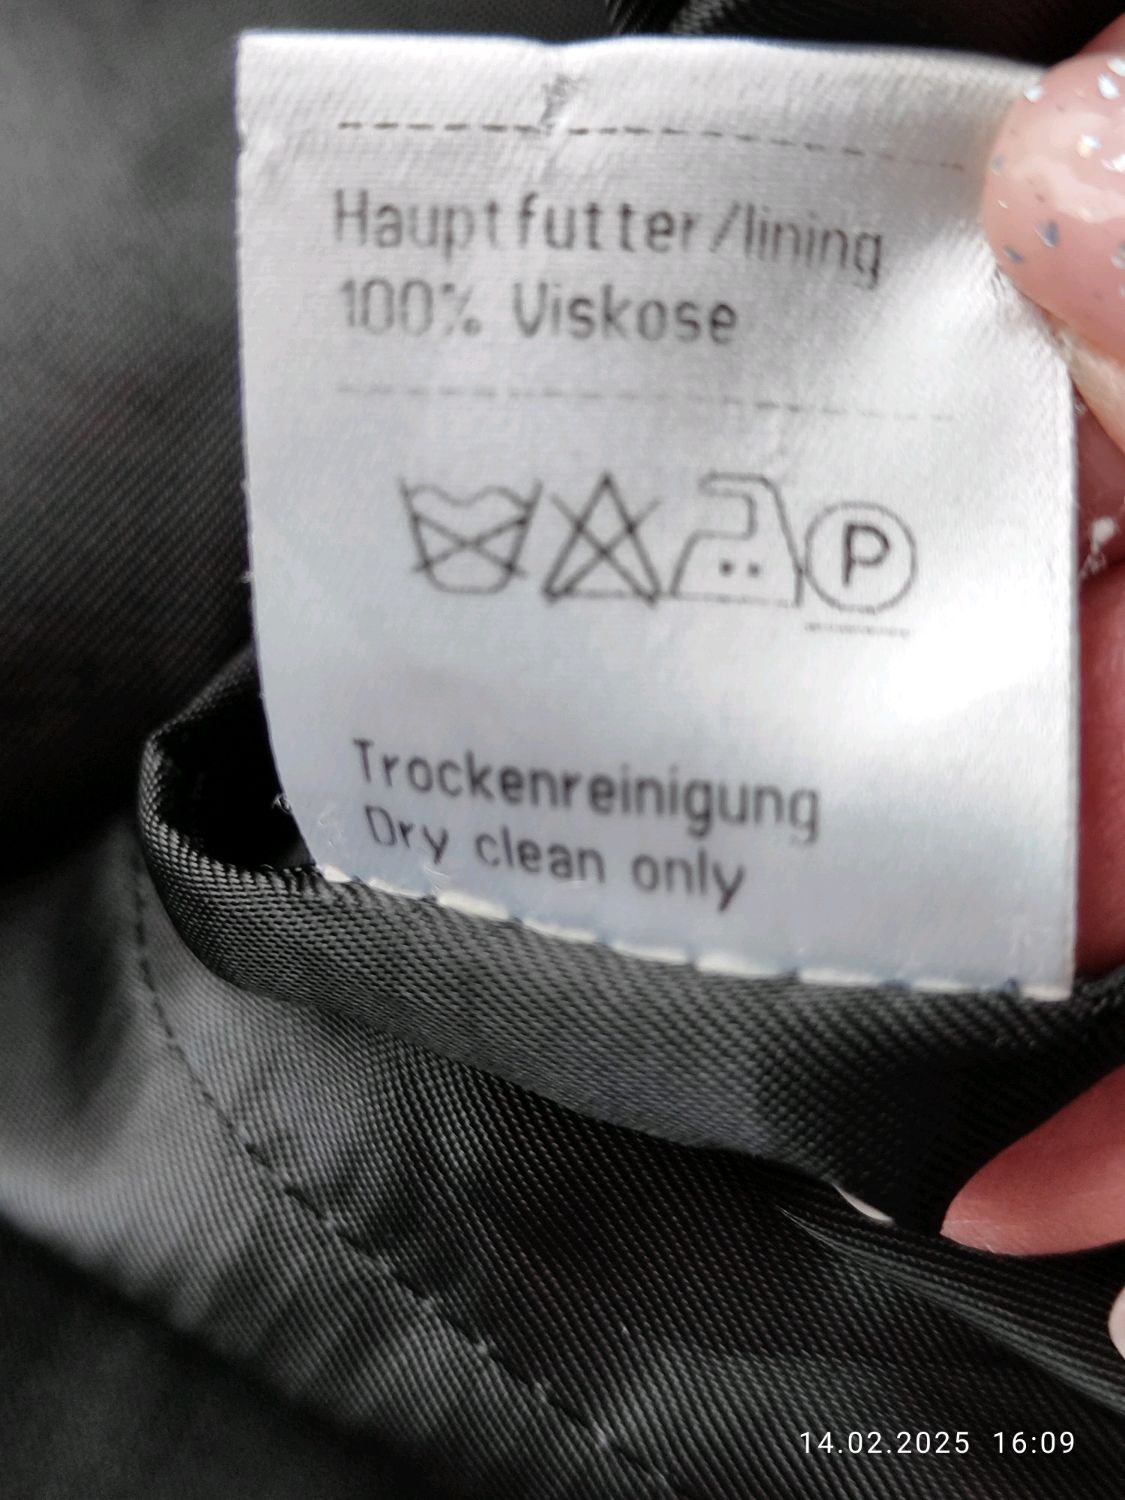 Hauptfutter/lining
100% Viskose
P
Trockenreinigung
Dry clean only
14.02.2025 16:09